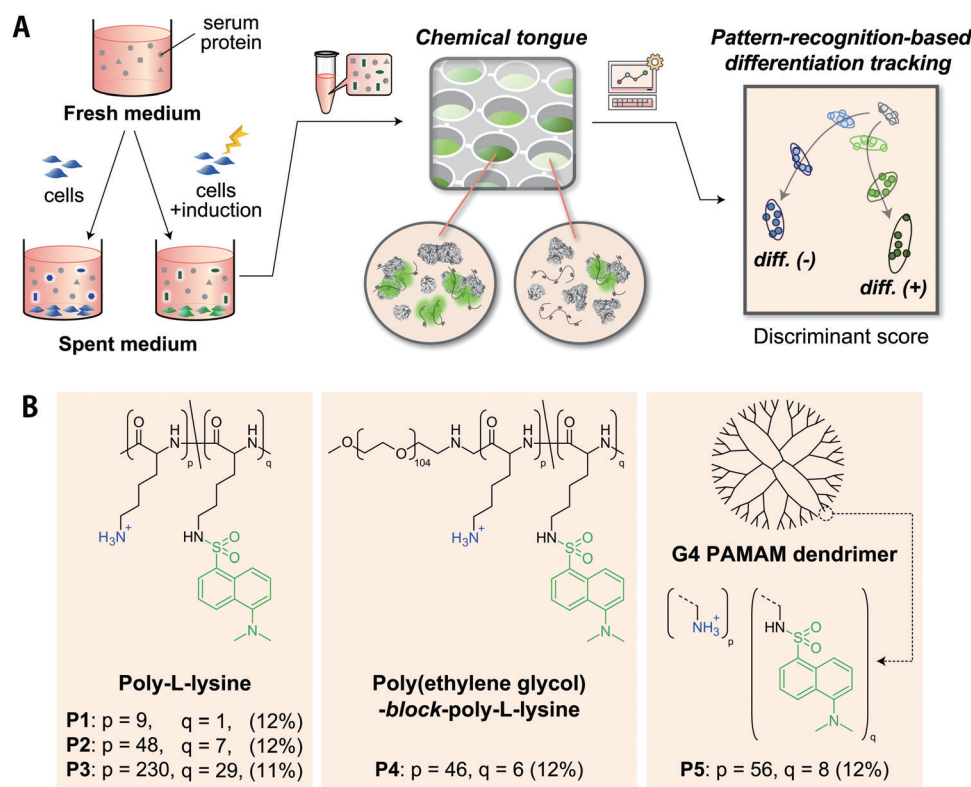 A
serum
protein
Fresh medium
cells
cells
+induction
Spent medium
Chemical tongue
Pattern-recognition-based
differentiation tracking
diff. (-)
diff. (+)
Discriminant score
B
O
N
H
p
O
N
H
q
H₃N⁺
HN
S
O
O
N
Poly-L-lysine
P1: p = 9, q = 1, (12%)
P2: p = 48, q = 7, (12%)
P3: p = 230, q = 29, (11%)
O
O
104
H
N
O
H
N
p
O
H
N
q
H₃N⁺
HN
S
O
O
N
Poly(ethylene glycol)
-block-poly-L-lysine
P4: p = 46, q = 6 (12%)
G4 PAMAM dendrimer
NH₃⁺
p
HN
S
O
O
N
q
P5: p = 56, q = 8 (12%)